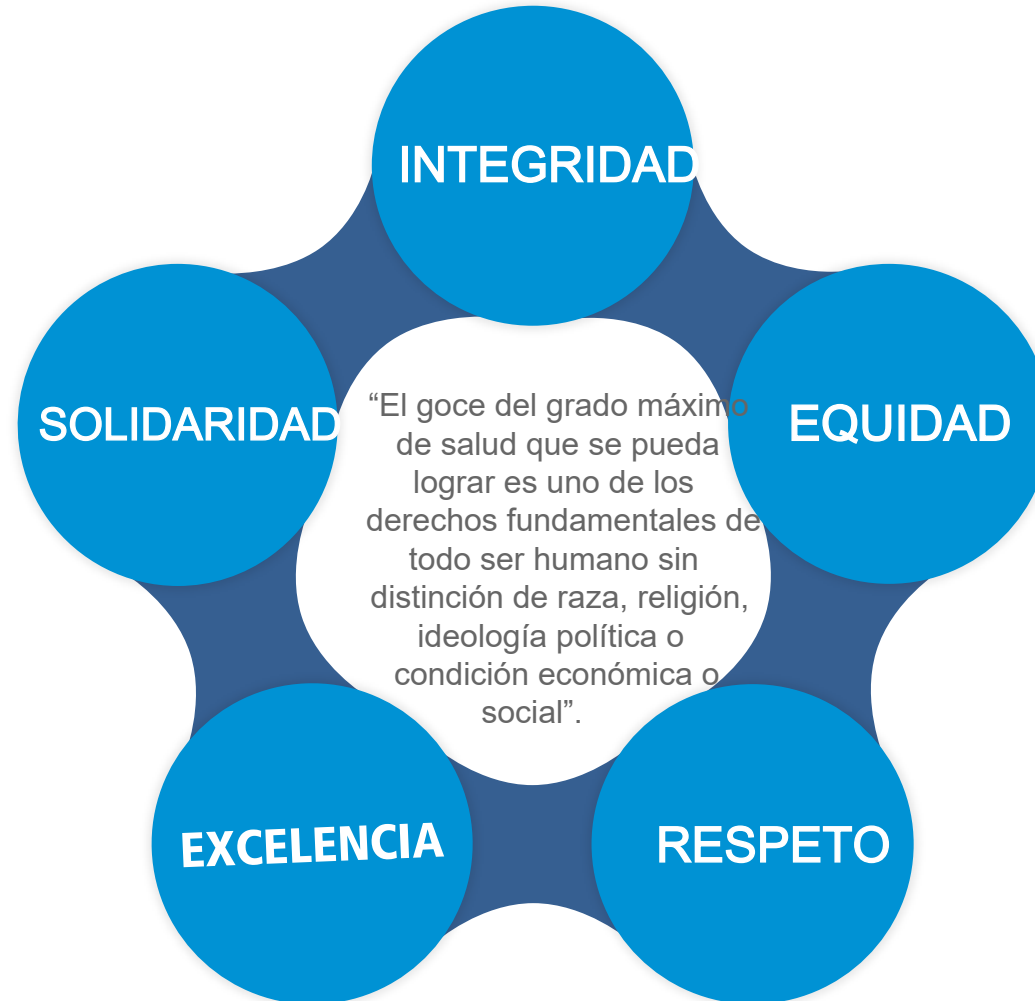 INTEGRIDAD
SOLIDARIDAD
EQUIDAD
“El goce del grado máximo
de salud que se pueda
lograr es uno de los
derechos fundamentales de
todo ser humano sin
distinción de raza, religión,
ideología política o
condición económica o
social”.
EXCELENCIA
RESPETO